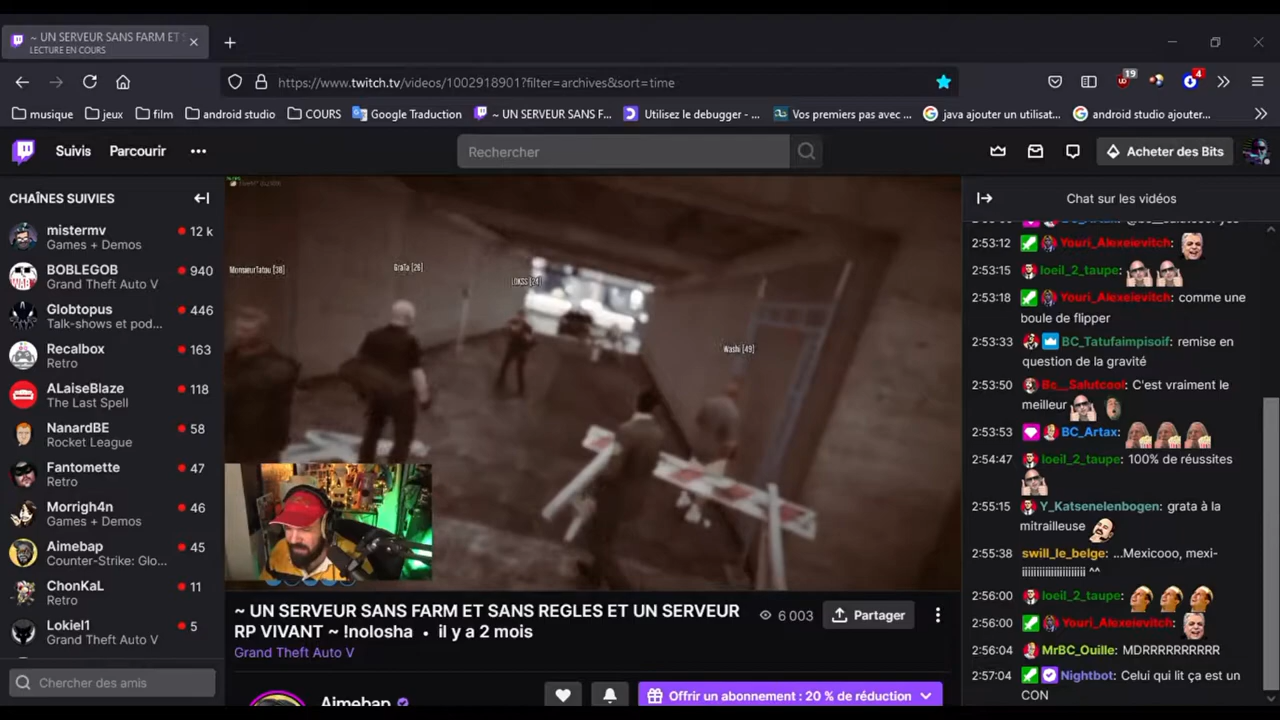 ~ UN SERVEUR SANS FARM ET S
LECTURE EN COURS
https://www.twitch.tv/videos/1002918901?filter=archives&sort=time
19
4
musique
jeux
film
android studio
COURS
Google Traduction
~ UN SERVEUR SANS F...
Utilisez le debugger - ...
Vos premiers pas avec ...
java ajouter un utilisat...
android studio ajouter...
Suivis
Parcourir
Rechercher
Acheter des Bits
CHAÎNES SUIVIES
mistermv
12 k
Games + Demos
BOBLEGOB
940
Grand Theft Auto V
Globtopus
446
Talk-shows et pod...
Recalbox
163
Retro
ALaiseBlaze
118
The Last Spell
NanardBE
58
Rocket League
Fantomette
47
Retro
Morrigh4n
46
Games + Demos
Aimebap
45
Counter-Strike: Glo...
ChonKaL
11
Retro
Lokiel1
5
Grand Theft Auto V
Chercher des amis
MonsieurTatou [38]
GraTa [26]
LOKSS [24]
Washi [49]
~ UN SERVEUR SANS FARM ET SANS REGLES ET UN SERVEUR
RP VIVANT ~ !nolosha • il y a 2 mois
Grand Theft Auto V
6 003
Partager
Aimebap
Offrir un abonnement : 20 % de réduction
Chat sur les vidéos
2:53:12 Youri_Alexeievitch:
2:53:15 loeil_2_taupe:
2:53:18 Youri_Alexeievitch: comme une
boule de flipper
2:53:33 BC_Tatufaimpisoif: remise en
question de la gravité
2:53:50 Bc__Salutcool: C'est vraiment le
meilleur
2:53:53 BC_Artax:
2:54:47 loeil_2_taupe: 100% de réussites
2:55:15 Y_Katsenelenbogen: grata à la
mitrailleuse
2:55:38 swill_le_belge: ...Mexicooo, mexi-
iiiiiiiiiiiiiiiiiiiii ^^
2:56:00 loeil_2_taupe:
2:56:00 Youri_Alexeievitch:
2:56:04 MrBC_Ouille: MDRRRRRRRRRR
2:57:04 Nightbot: Celui qui lit ça est un
CON